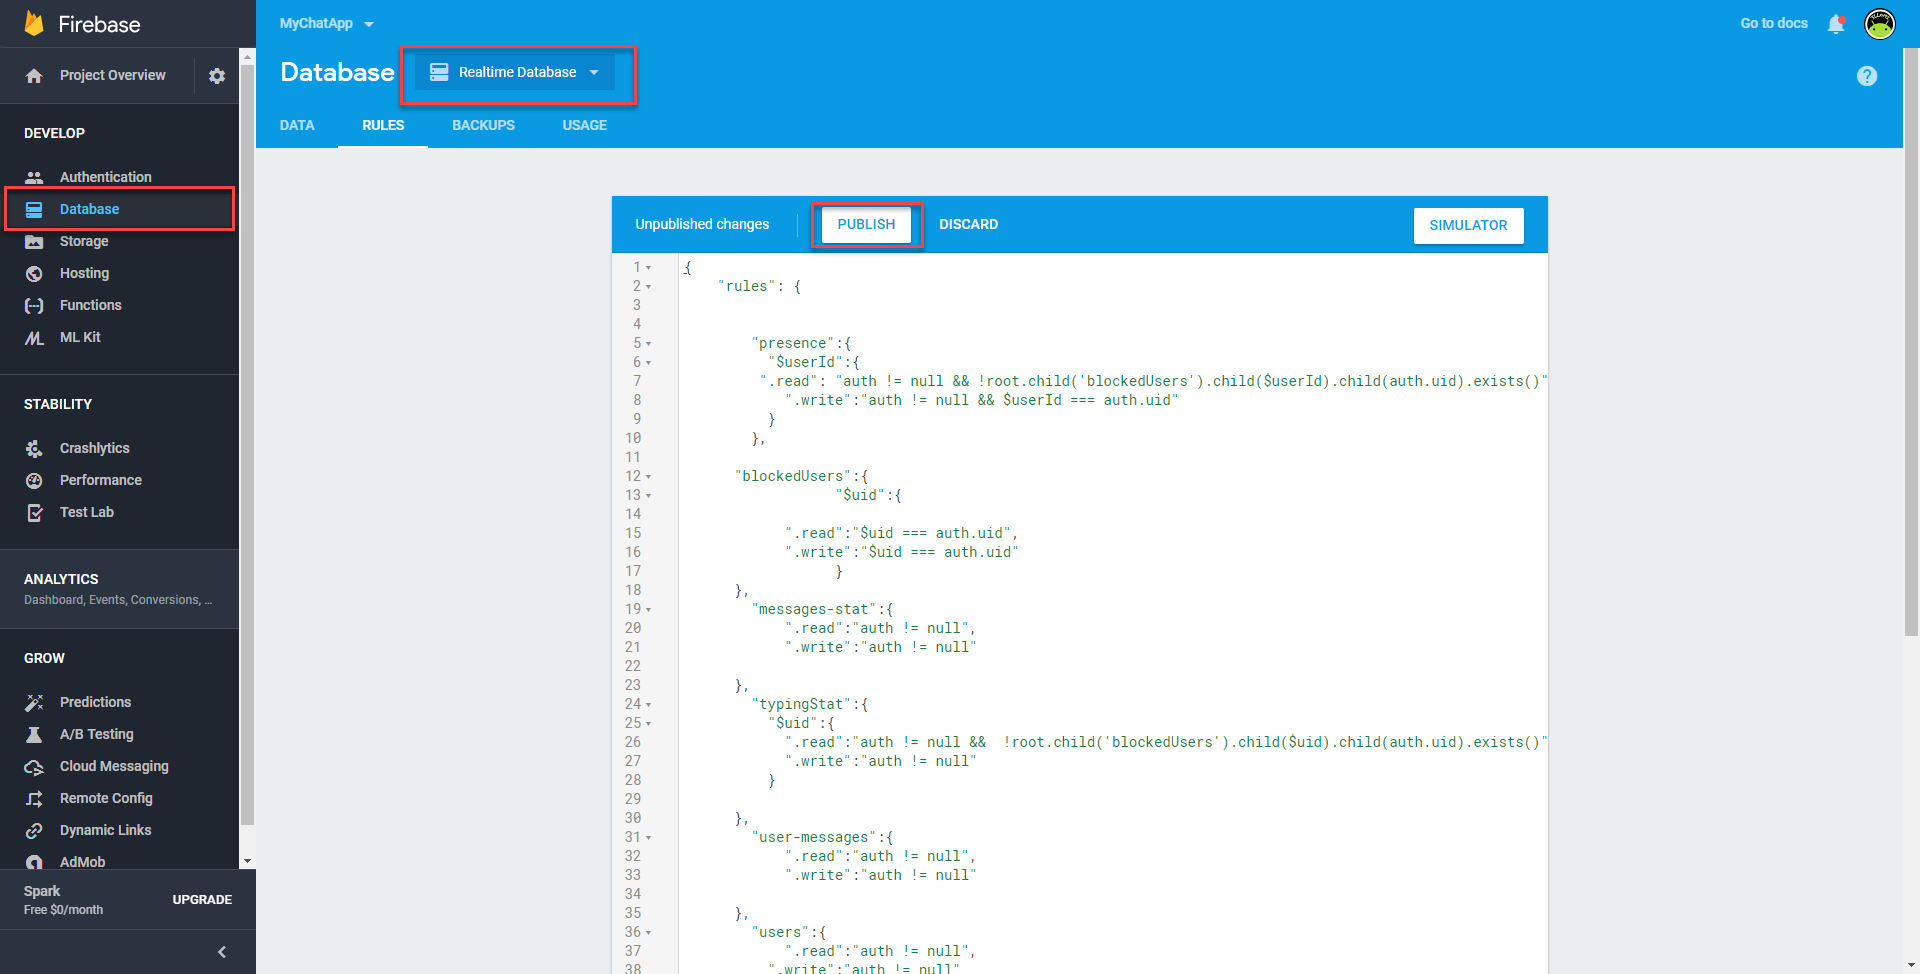 Firebase
MyChatApp
Go to docs
Project Overview
Database
Realtime Database
?
DATA
RULES
BACKUPS
USAGE
DEVELOP
Authentication
Database
Storage
Hosting
Functions
ML Kit
STABILITY
Crashlytics
Performance
Test Lab
ANALYTICS
Dashboard, Events, Conversions, ...
GROW
Predictions
A/B Testing
Cloud Messaging
Remote Config
Dynamic Links
AdMob
Spark
Free $0/month
UPGRADE
Unpublished changes
PUBLISH
DISCARD
SIMULATOR
1 {
2 "rules": {
3
4
5 "presence":{
6 "$userId":{
7 ".read": "auth != null && !root.child('blockedUsers').child($userId).child(auth.uid).exists()"
8 ".write":"auth != null && $userId === auth.uid"
9 }
10 },
11
12 "blockedUsers":{
13 "$uid":{
14
15 ".read":"$uid === auth.uid",
16 ".write":"$uid === auth.uid"
17 }
18 },
19 "messages-stat":{
20 ".read":"auth != null",
21 ".write":"auth != null"
22
23 },
24 "typingStat":{
25 "$uid":{
26 ".read":"auth != null &&  !root.child('blockedUsers').child($uid).child(auth.uid).exists()"
27 ".write":"auth != null"
28 }
29
30 },
31 "user-messages":{
32 ".read":"auth != null",
33 ".write":"auth != null"
34
35 },
36 "users":{
37 ".read":"auth != null",
38 ".write":"auth != null"